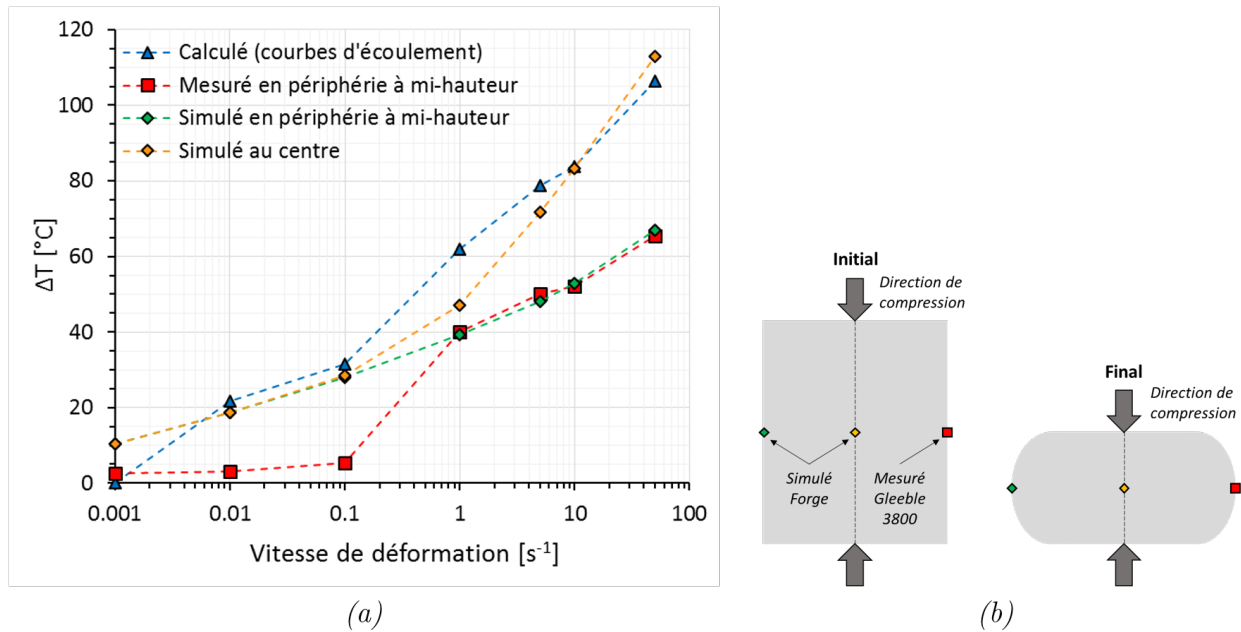 120
100
80
60
40
20
0
ΔT [°C]
Calculé (courbes d'écoulement)
Mesuré en périphérie à mi-hauteur
Simulé en périphérie à mi-hauteur
Simulé au centre
0.001
0.01
0.1
1
10
100
Vitesse de déformation [s⁻¹]
(a)
Initial
Direction de
compression
Simulé
Forge
Mesuré
Gleeble
3800
Final
Direction de
compression
(b)